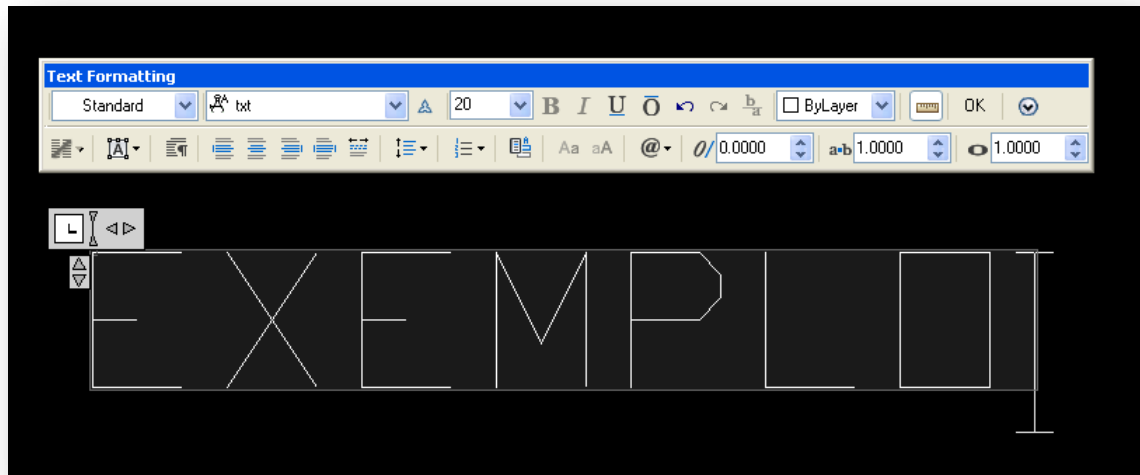 Text Formatting
Standard txt 20 B I U O b/a ByLayer OK
A Aa aA @ 0/ 0.0000 a•b 1.0000 1.0000
EXEMPLO